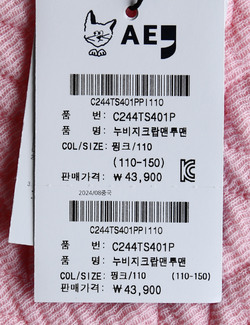 AE
C244TS401PPI110
품 번: C244TS401P
품 명: 누비지크랍맨투맨
COL/SIZE: 핑크/110
(110-150)
판매가격: ₩ 43,900
2024/08중국
C244TS401PPI110
품 번: C244TS401P
품 명: 누비지크랍맨투맨
COL/SIZE: 핑크/110 (110-150)
판매가격: ₩ 43,900